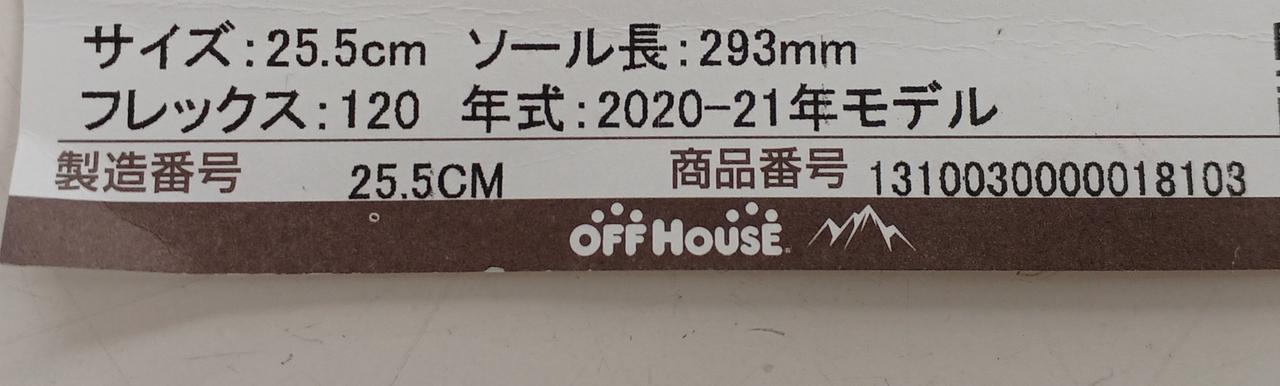 サイズ:25.5cm ソール長:293mm
フレックス:120 年式:2020-21年モデル
製造番号 25.5CM 商品番号 1310030000018103
OFF HOUSE